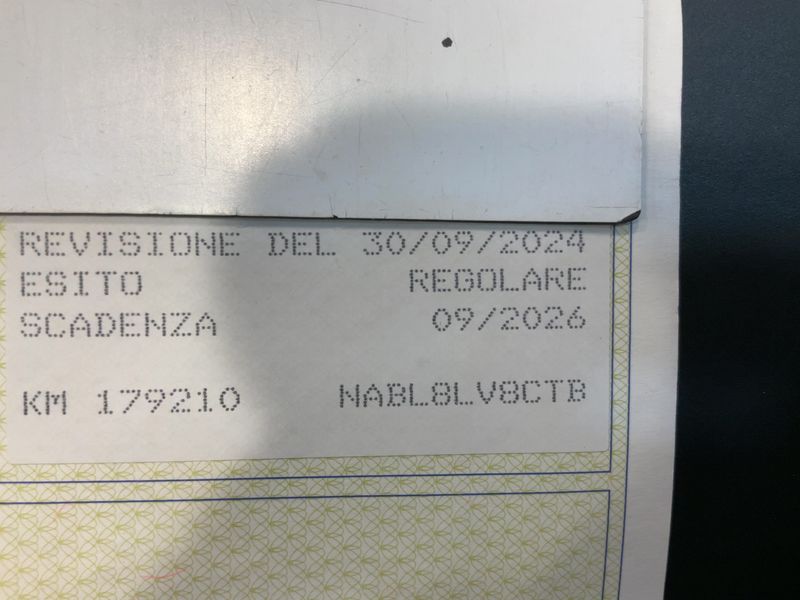 REVISIONE DEL 30/09/2024
ESITO REGOLARE
SCADENZA 09/2026
KM 179210 NABL8LV8CTB